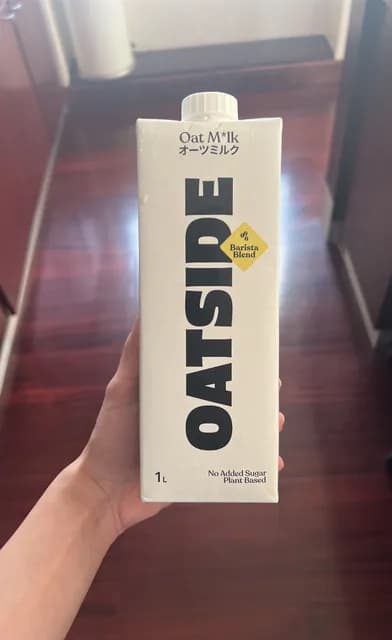 Oat M*lk
オーツミルク
OATSIDE
Barista
Blend
1L
No Added Sugar
Plant Based